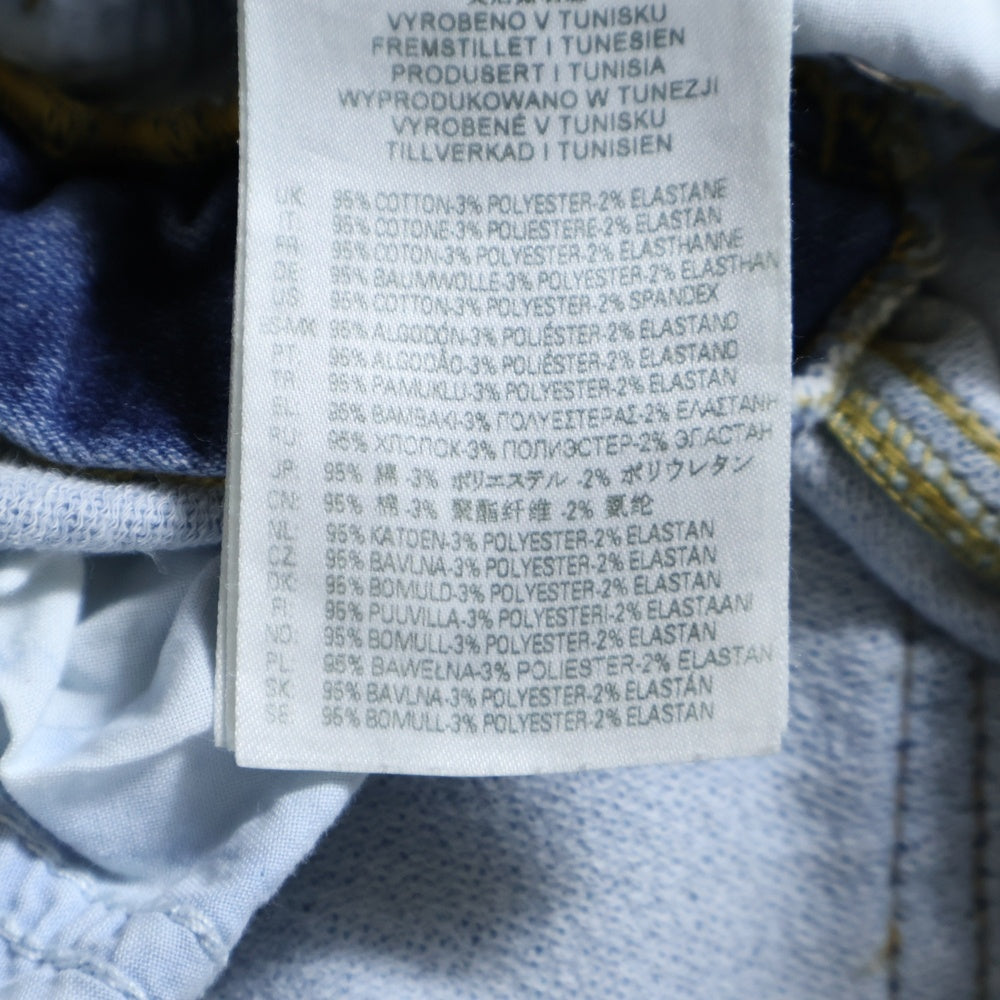 VYROBENO V TUNISKU
FREMSTILLET I TUNESIEN
PRODUSERT I TUNISIA
WYPRODUKOWANO W TUNEZJI
VYROBENÉ V TUNISKU
TILLVERKAD I TUNISIEN
UK: 95% COTTON-3% POLYESTER-2% ELASTANE
IT: 95% COTONE-3% POLIESTERE-2% ELASTAN
FR: 95% COTON-3% POLYESTER-2% ELASTHANNE
DE: 95% BAUMWOLLE-3% POLYESTER-2% ELASTHAN
US: 95% COTTON-3% POLYESTER-2% SPANDEX
95% ALGODÓN-3% POLIÉSTER-2% ELASTANO
PT: 95% ALGODÃO-3% POLIÉSTER-2% ELASTANO
TR: 95% PAMUKLU-3% POLYESTER-2% ELASTAN
95% ΒΑΜΒΑΚΙ-3% ΠΟΛΥΕΣΤΕΡΑΣ-2% ΕΛΑΣΤΑΝΗ
RU: 95% ХЛОПОК-3% ПОЛИЭСТЕР-2% ЭЛАСТАН
JP: 95% 綿 -3% ポリエステル -2% ポリウレタン
CN: 95% 棉 -3% 聚酯纤维 -2% 氨纶
NL: 95% KATOEN-3% POLYESTER-2% ELASTAN
CZ: 95% BAVLNA-3% POLYESTER-2% ELASTAN
DK: 95% BOMULD-3% POLYESTER-2% ELASTAN
FI: 95% PUUVILLA-3% POLYESTERI-2% ELASTAANI
NO: 95% BOMULL-3% POLYESTER-2% ELASTAN
PL: 95% BAWEŁNA-3% POLIESTER-2% ELASTAN
SK: 95% BAVLNA-3% POLYESTER-2% ELASTÁN
SE: 95% BOMULL-3% POLYESTER-2% ELASTAN